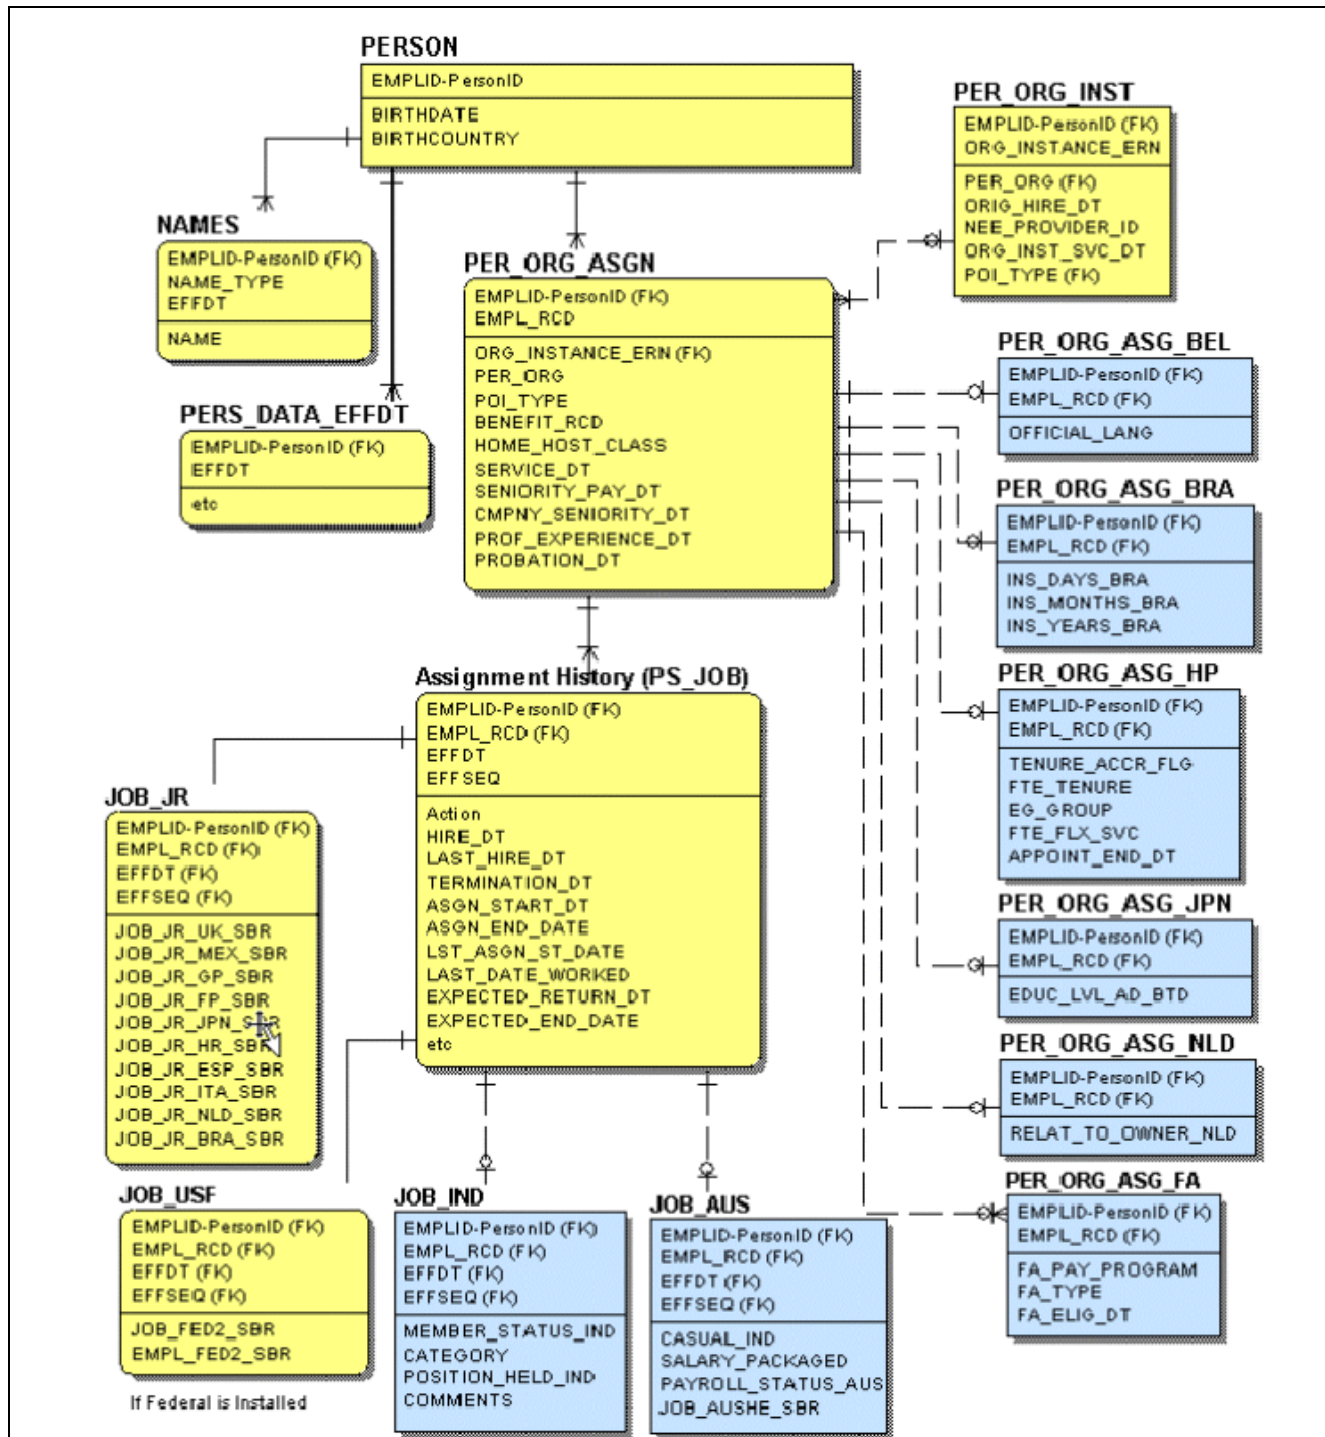 PERSON
EMPLID-PersonID
BIRTHDATE
BIRTHCOUNTRY
PER_ORG_INST
EMPLID-PersonID (FK)
ORG_INSTANCE_ERN
PER_ORG (FK)
ORIG_HIRE_DT
NEE_PROVIDER_ID
ORG_INST_SVC_DT
POI_TYPE (FK)
NAMES
EMPLID-PersonID (FK)
NAME_TYPE
EFFDT
NAME
PER_ORG_ASGN
EMPLID-PersonID (FK)
EMPL_RCD
ORG_INSTANCE_ERN (FK)
PER_ORG
POI_TYPE
BENEFIT_RCD
HOME_HOST_CLASS
SERVICE_DT
SENIORITY_PAY_DT
CMPNY_SENIORITY_DT
PROF_EXPERIENCE_DT
PROBATION_DT
PERS_DATA_EFFDT
EMPLID-PersonID (FK)
EFFDT
etc
PER_ORG_ASG_BEL
EMPLID-PersonID (FK)
EMPL_RCD (FK)
OFFICIAL_LANG
PER_ORG_ASG_BRA
EMPLID-PersonID (FK)
EMPL_RCD (FK)
INS_DAYS_BRA
INS_MONTHS_BRA
INS_YEARS_BRA
PER_ORG_ASG_HP
EMPLID-PersonID (FK)
EMPL_RCD (FK)
TENURE_ACCR_FLG
FTE_TENURE
EG_GROUP
FTE_FLX_SVC
APPOINT_END_DT
Assignment History (PS_JOB)
EMPLID-PersonID (FK)
EMPL_RCD (FK)
EFFDT
EFFSEQ
Action
HIRE_DT
LAST_HIRE_DT
TERMINATION_DT
ASGN_START_DT
ASGN_END_DATE
LST_ASGN_ST_DATE
LAST_DATE_WORKED
EXPECTED_RETURN_DT
EXPECTED_END_DATE
etc
JOB_JR
EMPLID-PersonID (FK)
EMPL_RCD (FK)
EFFDT (FK)
EFFSEQ (FK)
JOB_JR_UK_SBR
JOB_JR_MEX_SBR
JOB_JR_GP_SBR
JOB_JR_FP_SBR
JOB_JR_JPN_SBR
JOB_JR_HR_SBR
JOB_JR_ESP_SBR
JOB_JR_ITA_SBR
JOB_JR_NLD_SBR
JOB_JR_BRA_SBR
PER_ORG_ASG_JPN
EMPLID-PersonID (FK)
EMPL_RCD (FK)
EDUC_LVL_AD_BTD
PER_ORG_ASG_NLD
EMPLID-PersonID (FK)
EMPL_RCD (FK)
RELAT_TO_OWNER_NLD
PER_ORG_ASG_FA
EMPLID-PersonID (FK)
EMPL_RCD (FK)
FA_PAY_PROGRAM
FA_TYPE
FA_ELIG_DT
JOB_USF
EMPLID-PersonID (FK)
EMPL_RCD (FK)
EFFDT (FK)
EFFSEQ (FK)
JOB_FED2_SBR
EMPL_FED2_SBR
If Federal is Installed
JOB_IND
EMPLID-PersonID (FK)
EMPL_RCD (FK)
EFFDT (FK)
EFFSEQ (FK)
MEMBER_STATUS_IND
CATEGORY
POSITION_HELD_IND
COMMENTS
JOB_AUS
EMPLID-PersonID (FK)
EMPL_RCD (FK)
EFFDT (FK)
EFFSEQ (FK)
CASUAL_IND
SALARY_PACKAGED
PAYROLL_STATUS_AUS
JOB_AUSHE_SBR